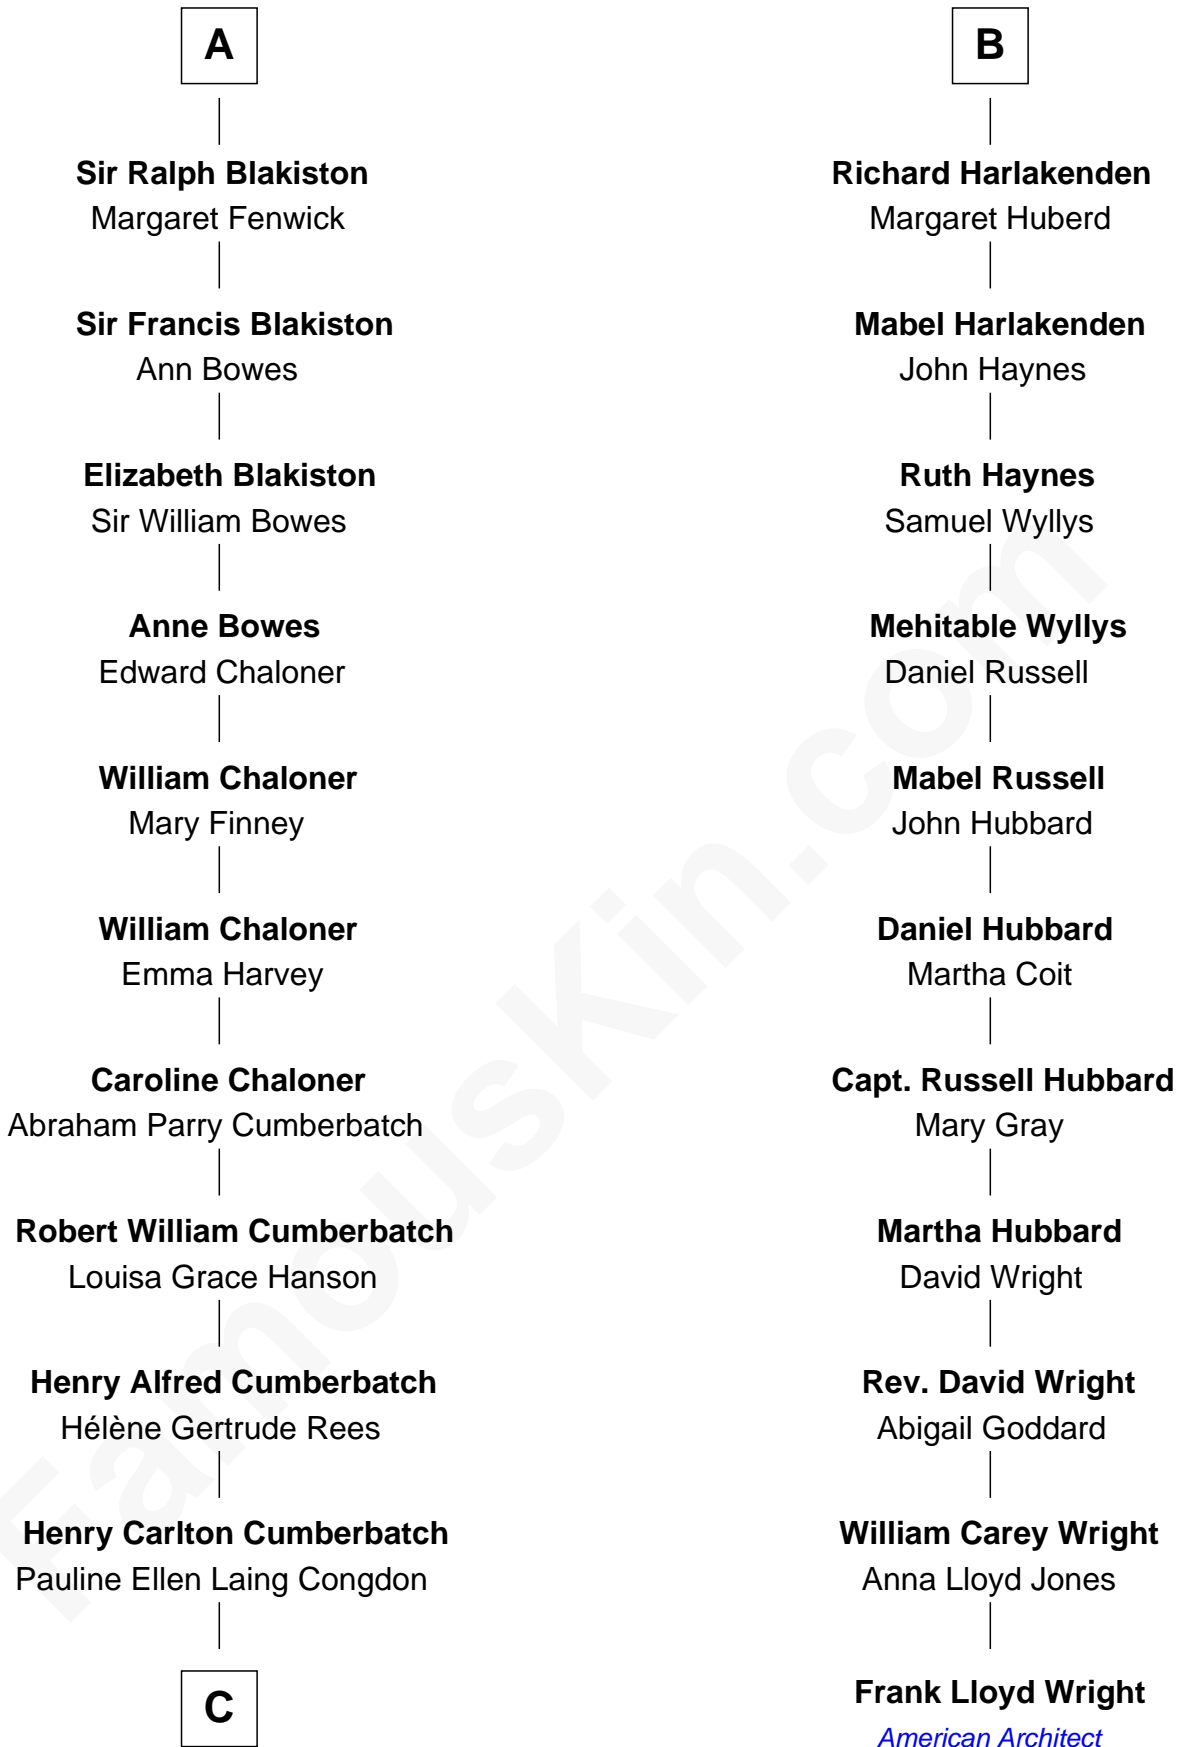 A
Sir Ralph Blakiston
Margaret Fenwick
Sir Francis Blakiston
Ann Bowes
Elizabeth Blakiston
Sir William Bowes
Anne Bowes
Edward Chaloner
William Chaloner
Mary Finney
William Chaloner
Emma Harvey
Caroline Chaloner
Abraham Parry Cumberbatch
Robert William Cumberbatch
Louisa Grace Hanson
Henry Alfred Cumberbatch
Hélène Gertrude Rees
Henry Carlton Cumberbatch
Pauline Ellen Laing Congdon
C
B
Richard Harlakenden
Margaret Huberd
Mabel Harlakenden
John Haynes
Ruth Haynes
Samuel Wyllys
Mehitable Wyllys
Daniel Russell
Mabel Russell
John Hubbard
Daniel Hubbard
Martha Coit
Capt. Russell Hubbard
Mary Gray
Martha Hubbard
David Wright
Rev. David Wright
Abigail Goddard
William Carey Wright
Anna Lloyd Jones
Frank Lloyd Wright
American Architect
FamousKin.com